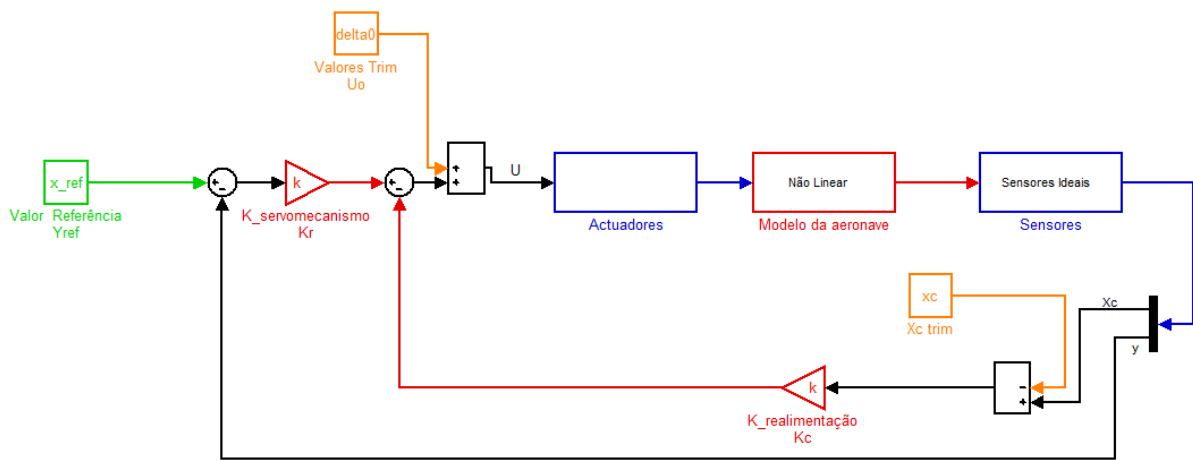 delta0
Valores Trim
Uo
x_ref
Valor Referência
Yref
+
-
k
K_servomecanismo
Kr
+
-
+
+
U
Actuadores
Não Linear
Modelo da aeronave
Sensores Ideais
Sensores
xc
Xc trim
Xc
y
-
+
k
K_realimentação
Kc